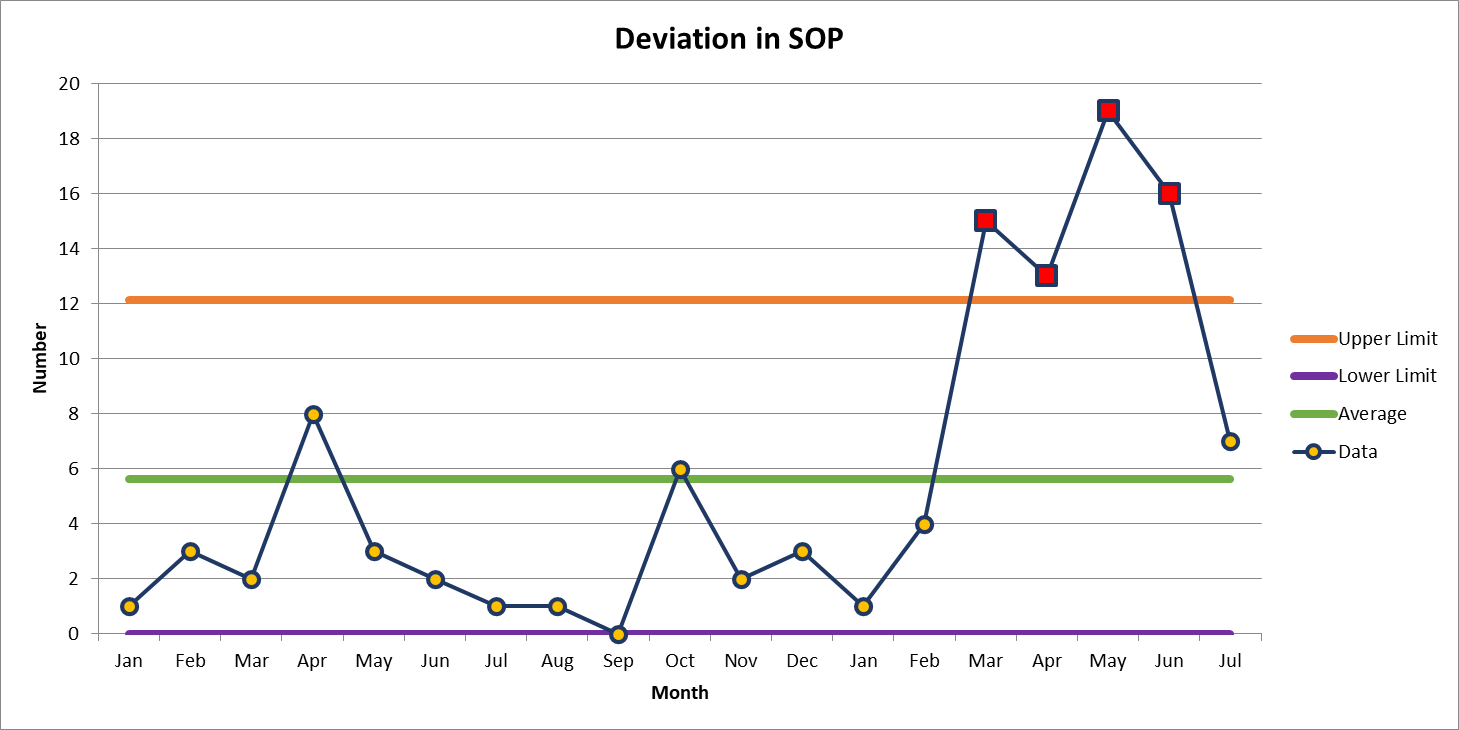 Deviation in SOP
20
18
16
14
12
10
8
6
4
2
0
Number
Jan Feb Mar Apr May Jun Jul Aug Sep Oct Nov Dec Jan Feb Mar Apr May Jun Jul
Month
Upper Limit
Lower Limit
Average
Data